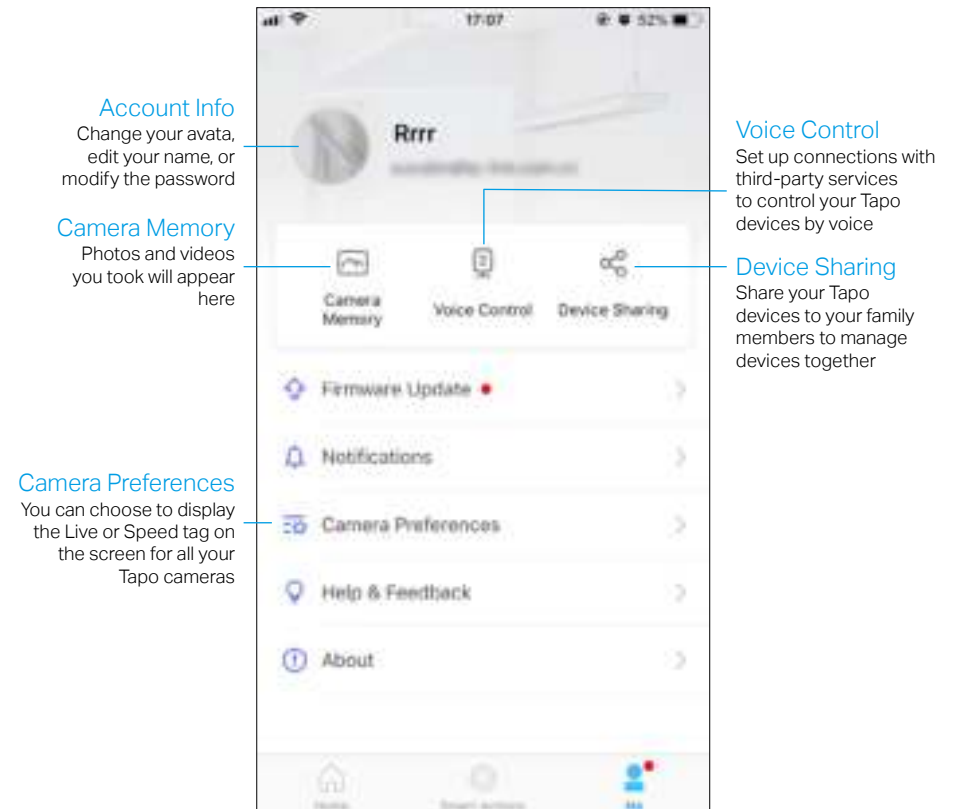 17:07
52%
Account Info
Change your avata,
edit your name, or
modify the password
Rrrr
Voice Control
Set up connections with
third-party services
to control your Tapo
devices by voice
Camera Memory
Photos and videos
you took will appear
here
Device Sharing
Share your Tapo
devices to your family
members to manage
devices together
Camera
Memory
Voice Control
Device Sharing
Firmware Update
Notifications
Camera Preferences
You can choose to display
the Live or Speed tag on
the screen for all your
Tapo cameras
Camera Preferences
Help & Feedback
About
Home
Smart Actions
Me